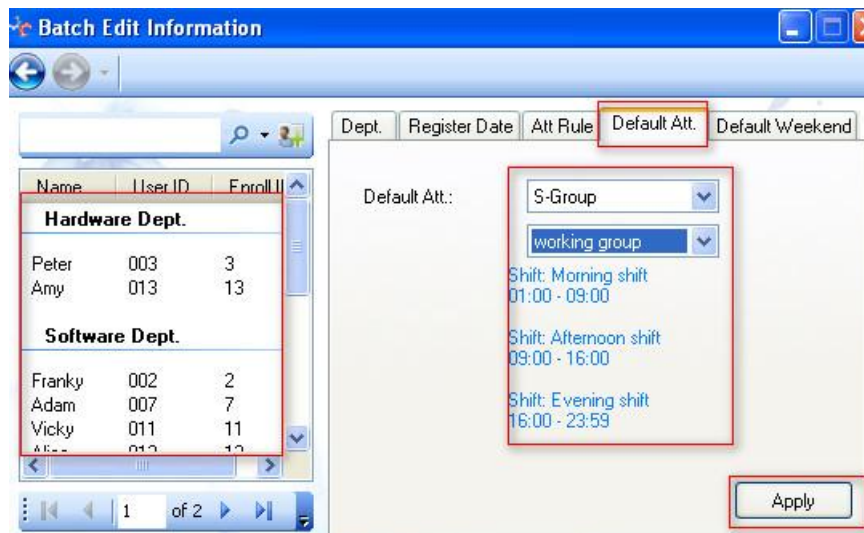 Batch Edit Information
Dept. Register Date Att Rule Default Att. Default Weekend
Name User ID Enroll
Hardware Dept.
Peter 003 3
Amy 013 13
Software Dept.
Franky 002 2
Adam 007 7
Vicky 011 11
1 of 2
Default Att.:
S-Group
working group
Shift: Morning shift
01:00 - 09:00
Shift: Afternoon shift
09:00 - 16:00
Shift: Evening shift
16:00 - 23:59
Apply